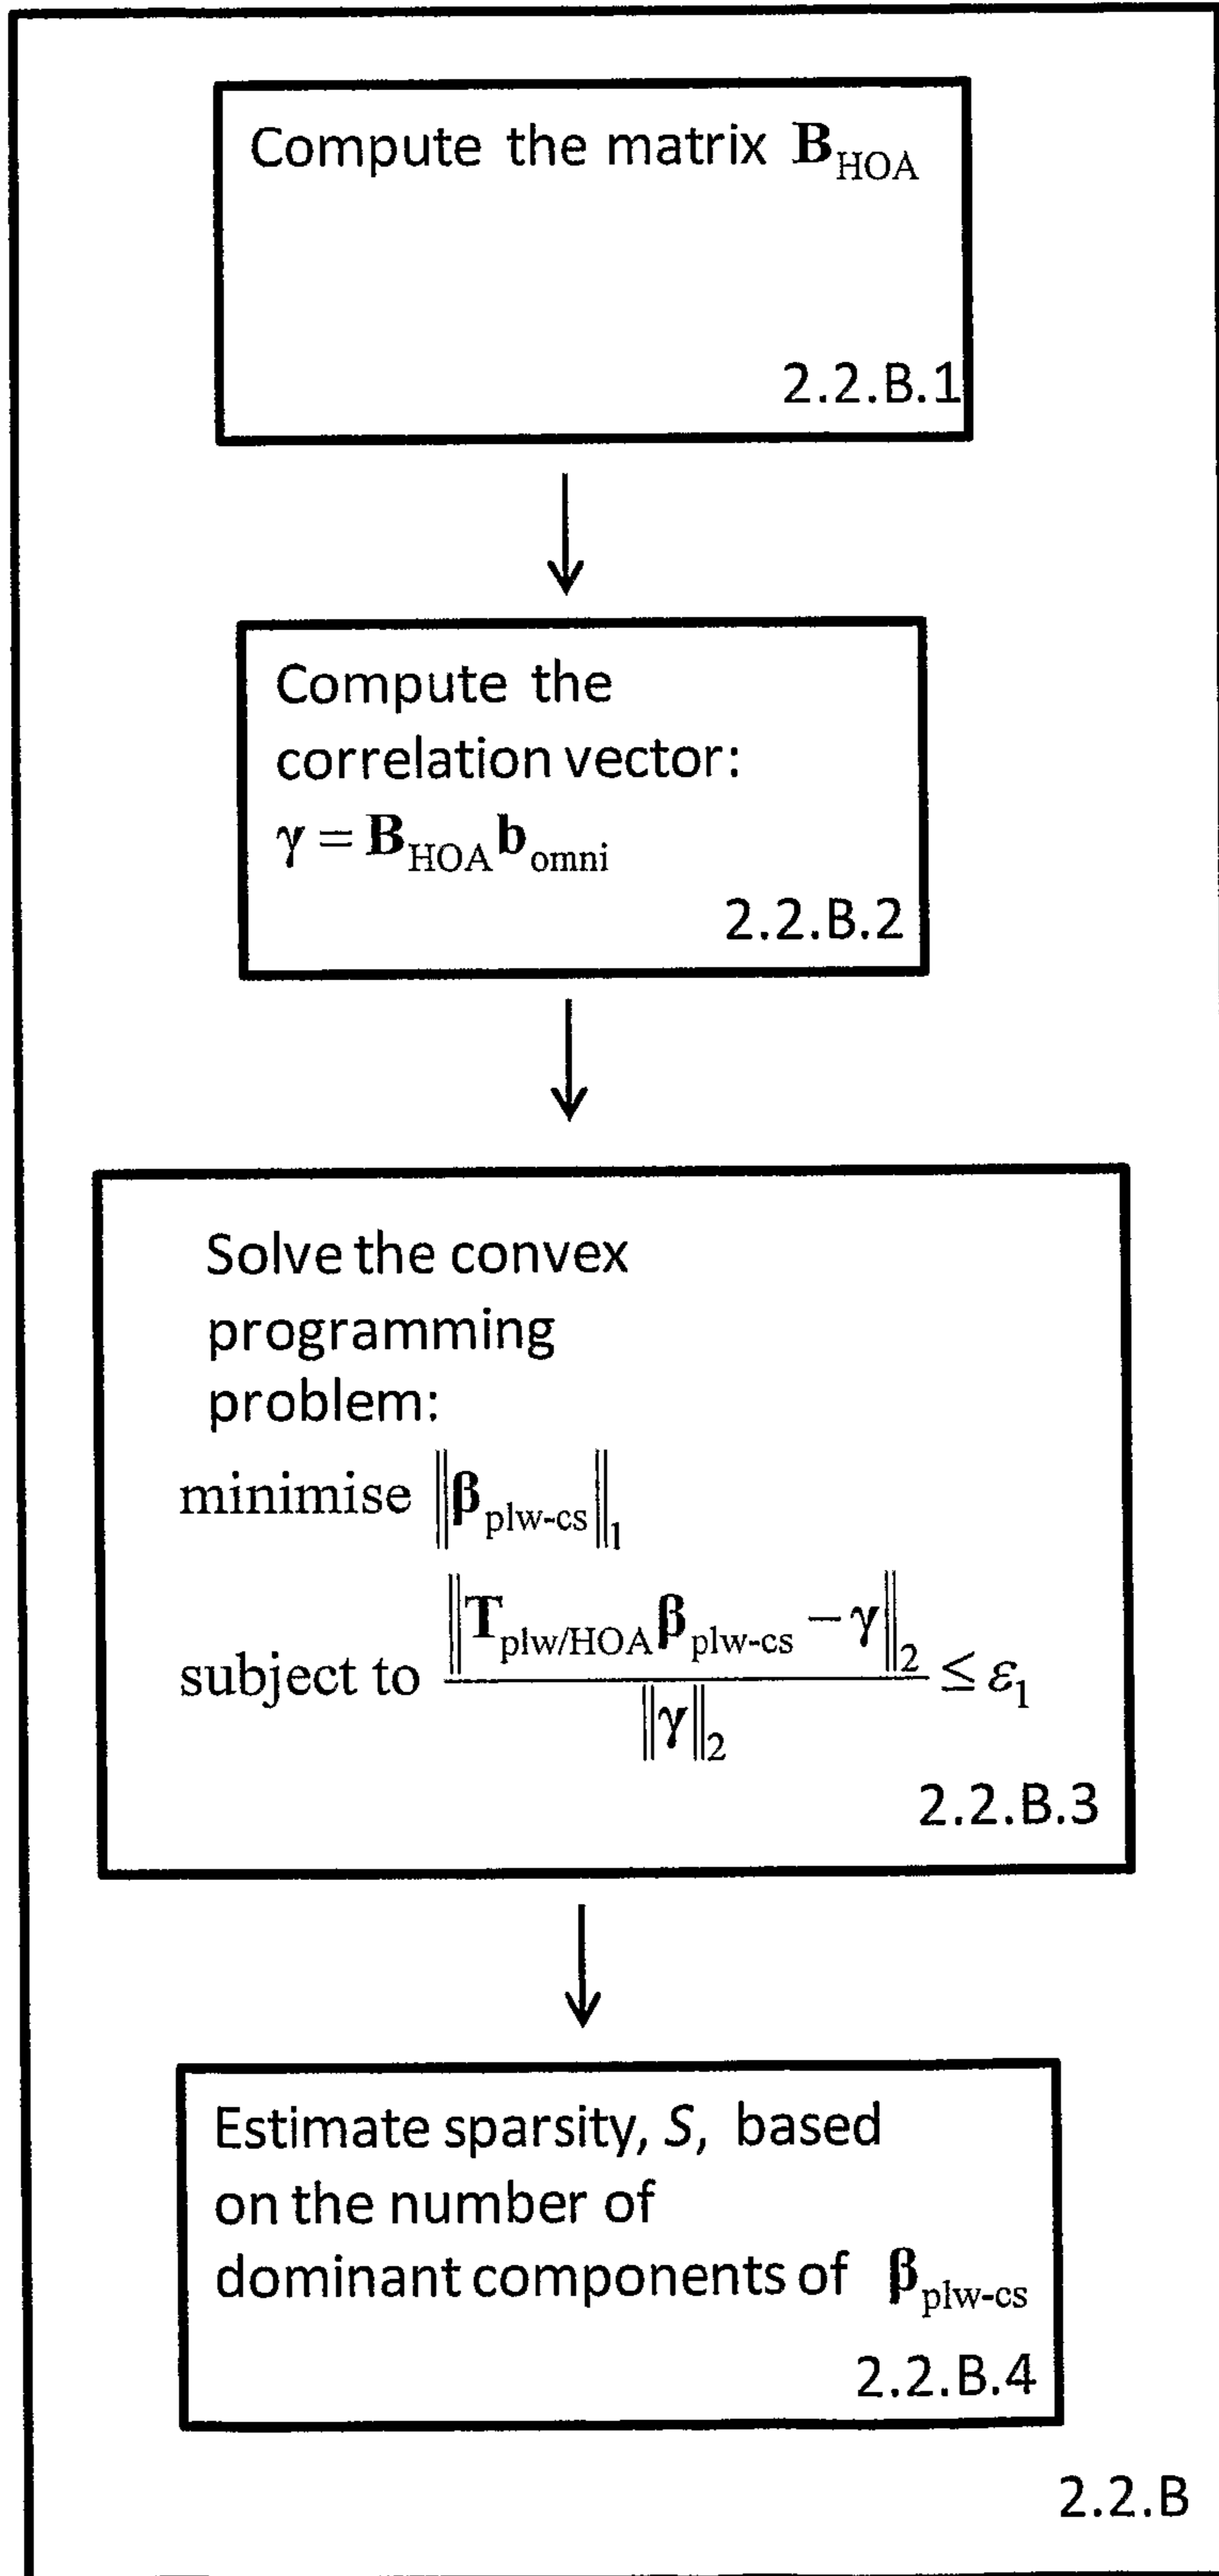 Compute the matrix B_HOA
2.2.B.1
Compute the
correlation vector:
γ = B_HOA b_omni
2.2.B.2
Solve the convex
programming
problem:
minimise ‖β_plw-cs‖_1
subject to ‖T_plw/HOA β_plw-cs − γ‖_2 / ‖γ‖_2 ≤ ε_1
2.2.B.3
Estimate sparsity, S, based
on the number of
dominant components of β_plw-cs
2.2.B.4
2.2.B